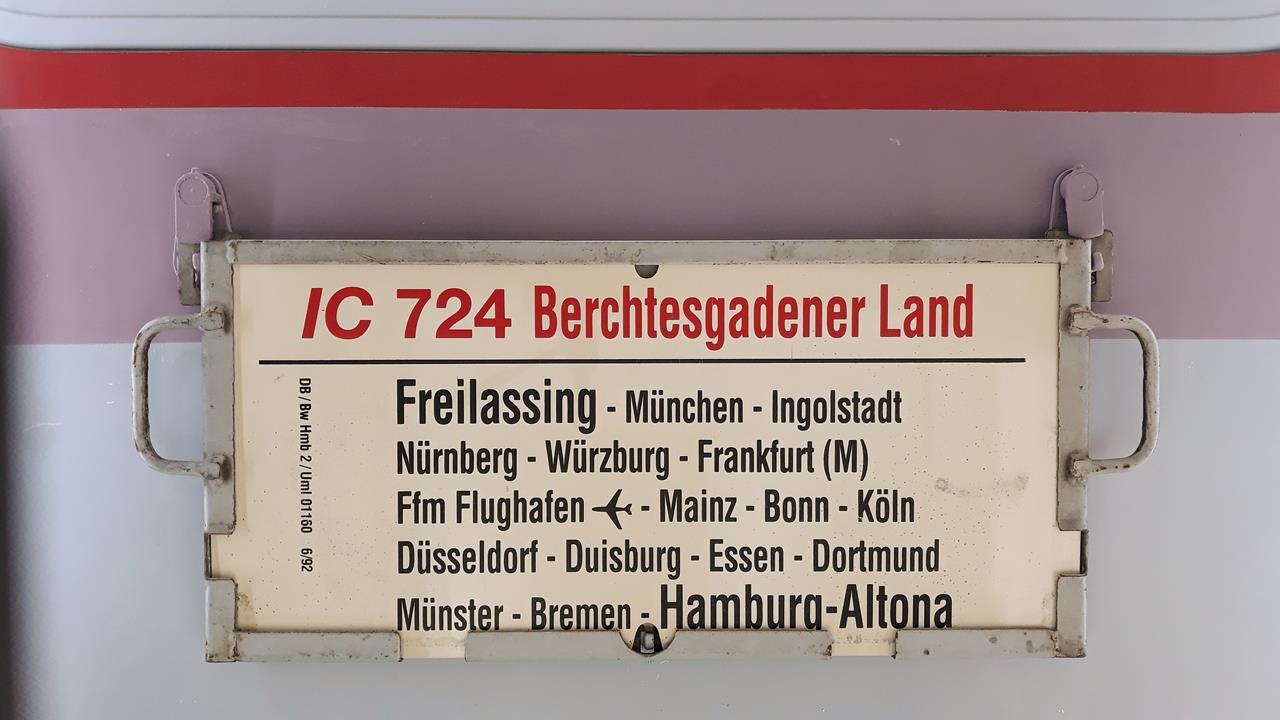 IC 724 Berchtesgadener Land
DB / Bw Hmb 2 / Uml 01160 6/92
Freilassing - München - Ingolstadt
Nürnberg - Würzburg - Frankfurt (M)
Ffm Flughafen ✈ - Mainz - Bonn - Köln
Düsseldorf - Duisburg - Essen - Dortmund
Münster - Bremen - Hamburg-Altona